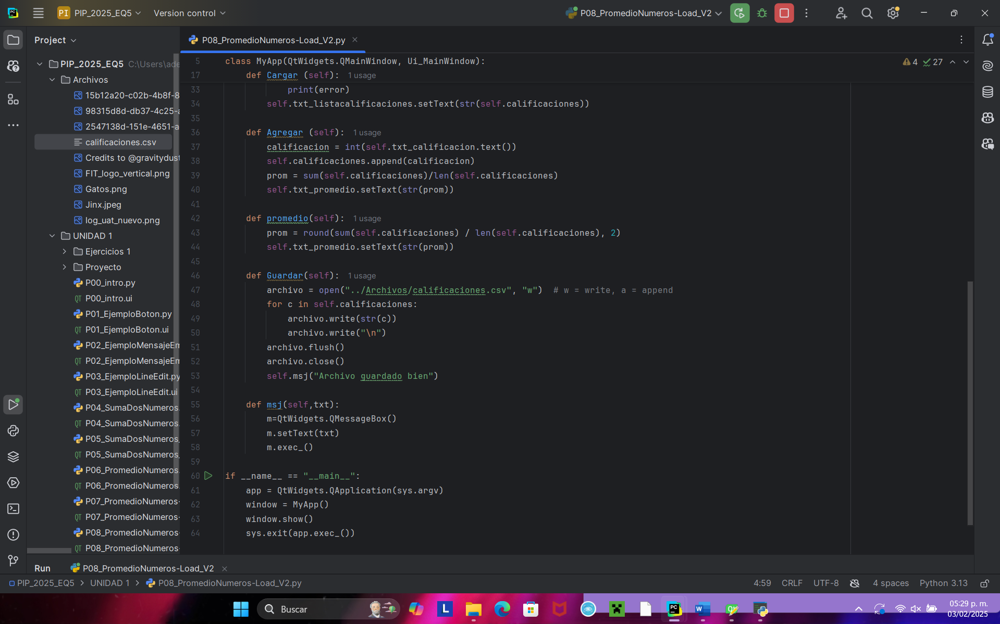 PI PIP_2025_EQ5 Version control P08_PromedioNumeros-Load_V2
Project P08_PromedioNumeros-Load_V2.py
PIP_2025_EQ5 C:\Users\ade
Archivos
15b12a20-c02b-4b8f-8
98315d8d-db37-4c25-a
2547138d-151e-4651-a
calificaciones.csv
Credits to @gravitydust
FIT_logo_vertical.png
Gatos.png
Jinx.jpeg
log_uat_nuevo.png
UNIDAD 1
Ejercicios 1
Proyecto
P00_intro.py
P00_intro.ui
P01_EjemploBoton.py
P01_EjemploBoton.ui
P02_EjemploMensajeEm
P02_EjemploMensajeEm
P03_EjemploLineEdit.py
P03_EjemploLineEdit.ui
P04_SumaDosNumeros.
P04_SumaDosNumeros.
P05_SumaDosNumeros_
P05_SumaDosNumeros_
P06_PromedioNumeros.
P06_PromedioNumeros.
P07_PromedioNumeros-
P07_PromedioNumeros-
P08_PromedioNumeros-
P08_PromedioNumeros-
5 class MyApp(QtWidgets.QMainWindow, Ui_MainWindow): 4 27
17 def Cargar (self): 1 usage
33 print(error)
34 self.txt_listacalificaciones.setText(str(self.calificaciones))
35
36 def Agregar (self): 1 usage
37 calificacion = int(self.txt_calificacion.text())
38 self.calificaciones.append(calificacion)
39 prom = sum(self.calificaciones)/len(self.calificaciones)
40 self.txt_promedio.setText(str(prom))
41
42 def promedio(self): 1 usage
43 prom = round(sum(self.calificaciones) / len(self.calificaciones), 2)
44 self.txt_promedio.setText(str(prom))
45
46 def Guardar(self): 1 usage
47 archivo = open("../Archivos/calificaciones.csv", "w") # w = write, a = append
48 for c in self.calificaciones:
49 archivo.write(str(c))
50 archivo.write("\n")
51 archivo.flush()
52 archivo.close()
53 self.msj("Archivo guardado bien")
54
55 def msj(self,txt):
56 m=QtWidgets.QMessageBox()
57 m.setText(txt)
58 m.exec_()
59
60 if __name__ == "__main__":
61 app = QtWidgets.QApplication(sys.argv)
62 window = MyApp()
63 window.show()
64 sys.exit(app.exec_())
Run P08_PromedioNumeros-Load_V2
PIP_2025_EQ5 > UNIDAD 1 > P08_PromedioNumeros-Load_V2.py 4:59 CRLF UTF-8 4 spaces Python 3.13
Buscar
05:29 p. m.
03/02/2025